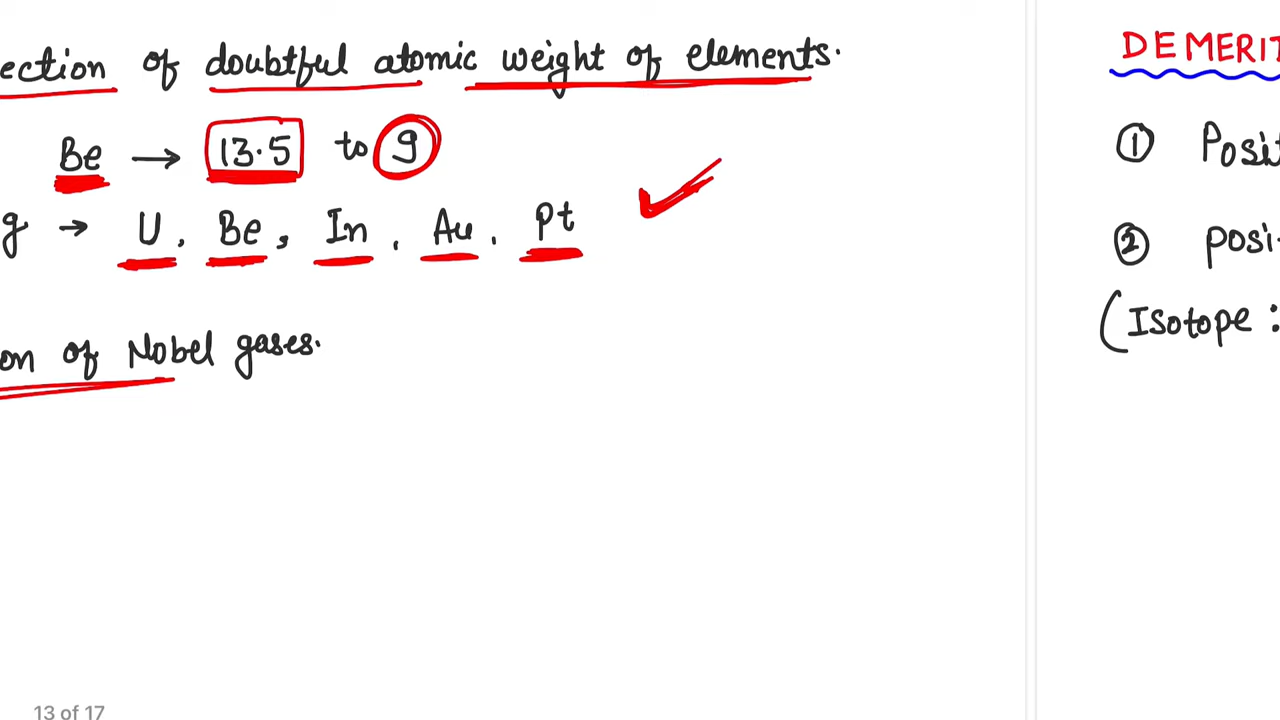 ection of doubtful atomic weight of elements.
Be → 13.5 to 9
g → U, Be, In, Au, Pt
on of Nobel gases.
13 of 17
DEMERIT
① Posit
② posi
(Isotope :